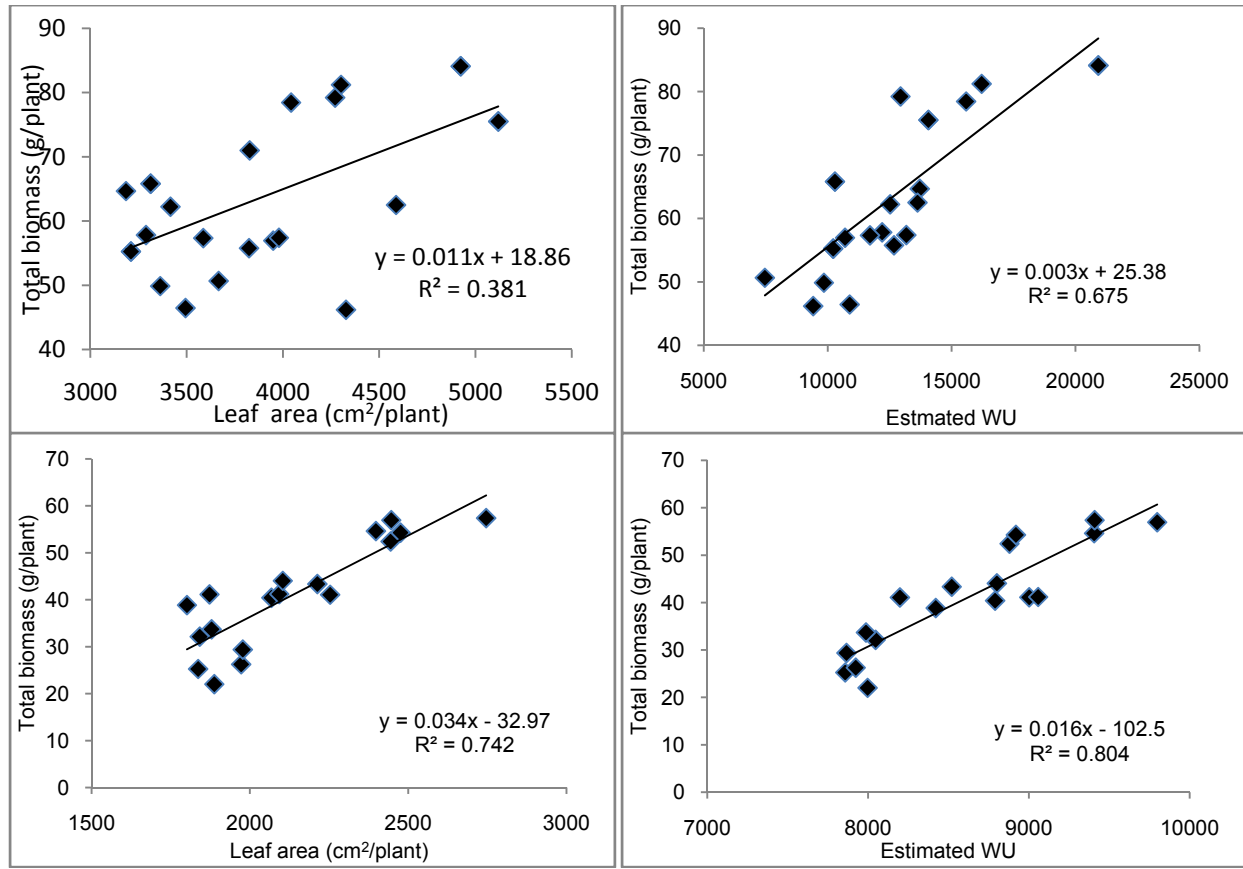 90
80
70
60
50
40
Total biomass (g/plant)
y = 0.011x + 18.86
R² = 0.381
3000 3500 4000 4500 5000 5500
Leaf area (cm²/plant)
90
80
70
60
50
40
Total biomass (g/plant)
y = 0.003x + 25.38
R² = 0.675
5000 10000 15000 20000 25000
Estmated WU
70
60
50
40
30
20
10
0
Total biomass (g/plant)
y = 0.034x - 32.97
R² = 0.742
1500 2000 2500 3000
Leaf area (cm²/plant)
70
60
50
40
30
20
10
0
Total biomass (g/plant)
y = 0.016x - 102.5
R² = 0.804
7000 8000 9000 10000
Estimated WU